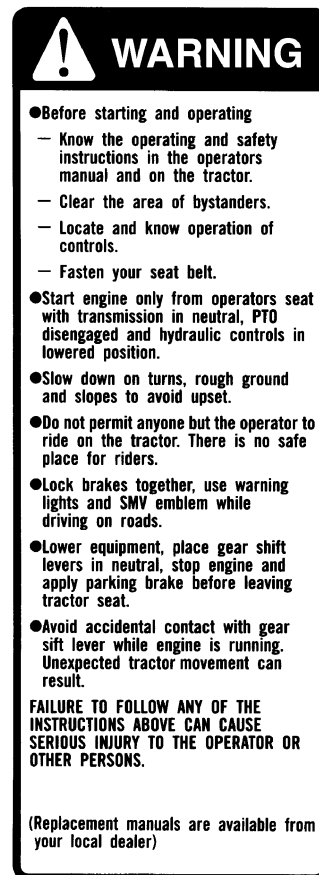 WARNING
●Before starting and operating
— Know the operating and safety
instructions in the operators
manual and on the tractor.
— Clear the area of bystanders.
— Locate and know operation of
controls.
— Fasten your seat belt.
●Start engine only from operators seat
with transmission in neutral, PTO
disengaged and hydraulic controls in
lowered position.
●Slow down on turns, rough ground
and slopes to avoid upset.
●Do not permit anyone but the operator to
ride on the tractor. There is no safe
place for riders.
●Lock brakes together, use warning
lights and SMV emblem while
driving on roads.
●Lower equipment, place gear shift
levers in neutral, stop engine and
apply parking brake before leaving
tractor seat.
●Avoid accidental contact with gear
sift lever while engine is running.
Unexpected tractor movement can
result.
FAILURE TO FOLLOW ANY OF THE
INSTRUCTIONS ABOVE CAN CAUSE
SERIOUS INJURY TO THE OPERATOR OR
OTHER PERSONS.
(Replacement manuals are available from
your local dealer)